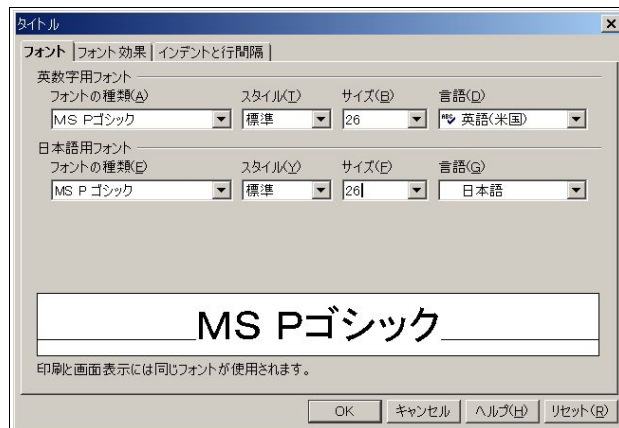 タイトル
フォント フォント効果 インデントと行間隔
英数字用フォント
フォントの種類(A) スタイル(T) サイズ(B) 言語(D)
MS Pゴシック 標準 26 英語(米国)
日本語用フォント
フォントの種類(E) スタイル(Y) サイズ(F) 言語(G)
MS P ゴシック 標準 26 日本語
MS Pゴシック
印刷と画面表示には同じフォントが使用されます。
OK キャンセル ヘルプ(H) リセット(R)